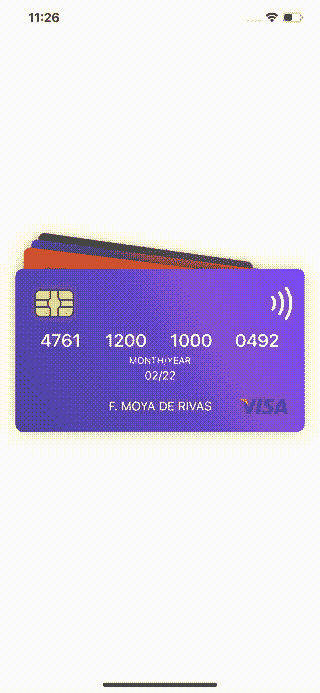 11:26
4761 1200 1000 0492
MONTH/YEAR
02/22
F. MOYA DE RIVAS
VISA